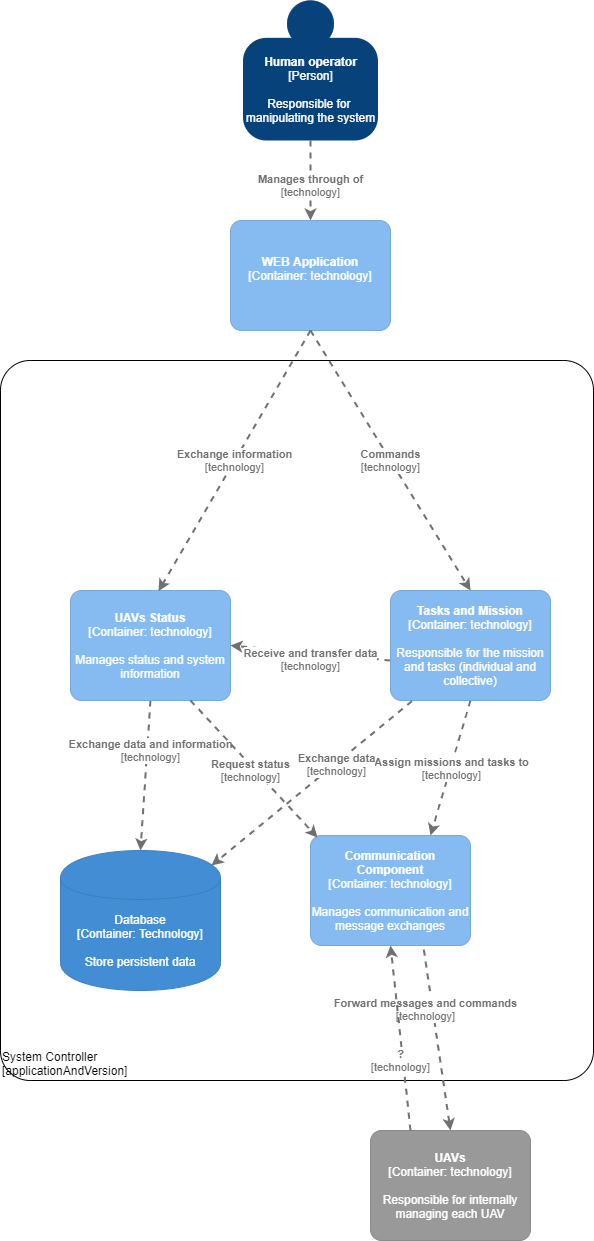 Human operator
[Person]
Responsible for
manipulating the system
Manages through of
[technology]
WEB Application
[Container: technology]
Exchange information
[technology]
Commands
[technology]
UAVs Status
[Container: technology]
Manages status and system
information
Tasks and Mission
[Container: technology]
Responsible for the mission
and tasks (individual and
collective)
Receive and transfer data
[technology]
Exchange data and information
[technology]
Request status
[technology]
Exchange data
[technology]
Assign missions and tasks to
[technology]
Communication
Component
[Container: technology]
Manages communication and
message exchanges
Database
[Container: Technology]
Store persistent data
Forward messages and commands
[technology]
?
[technology]
System Controller
[applicationAndVersion]
UAVs
[Container: technology]
Responsible for internally
managing each UAV